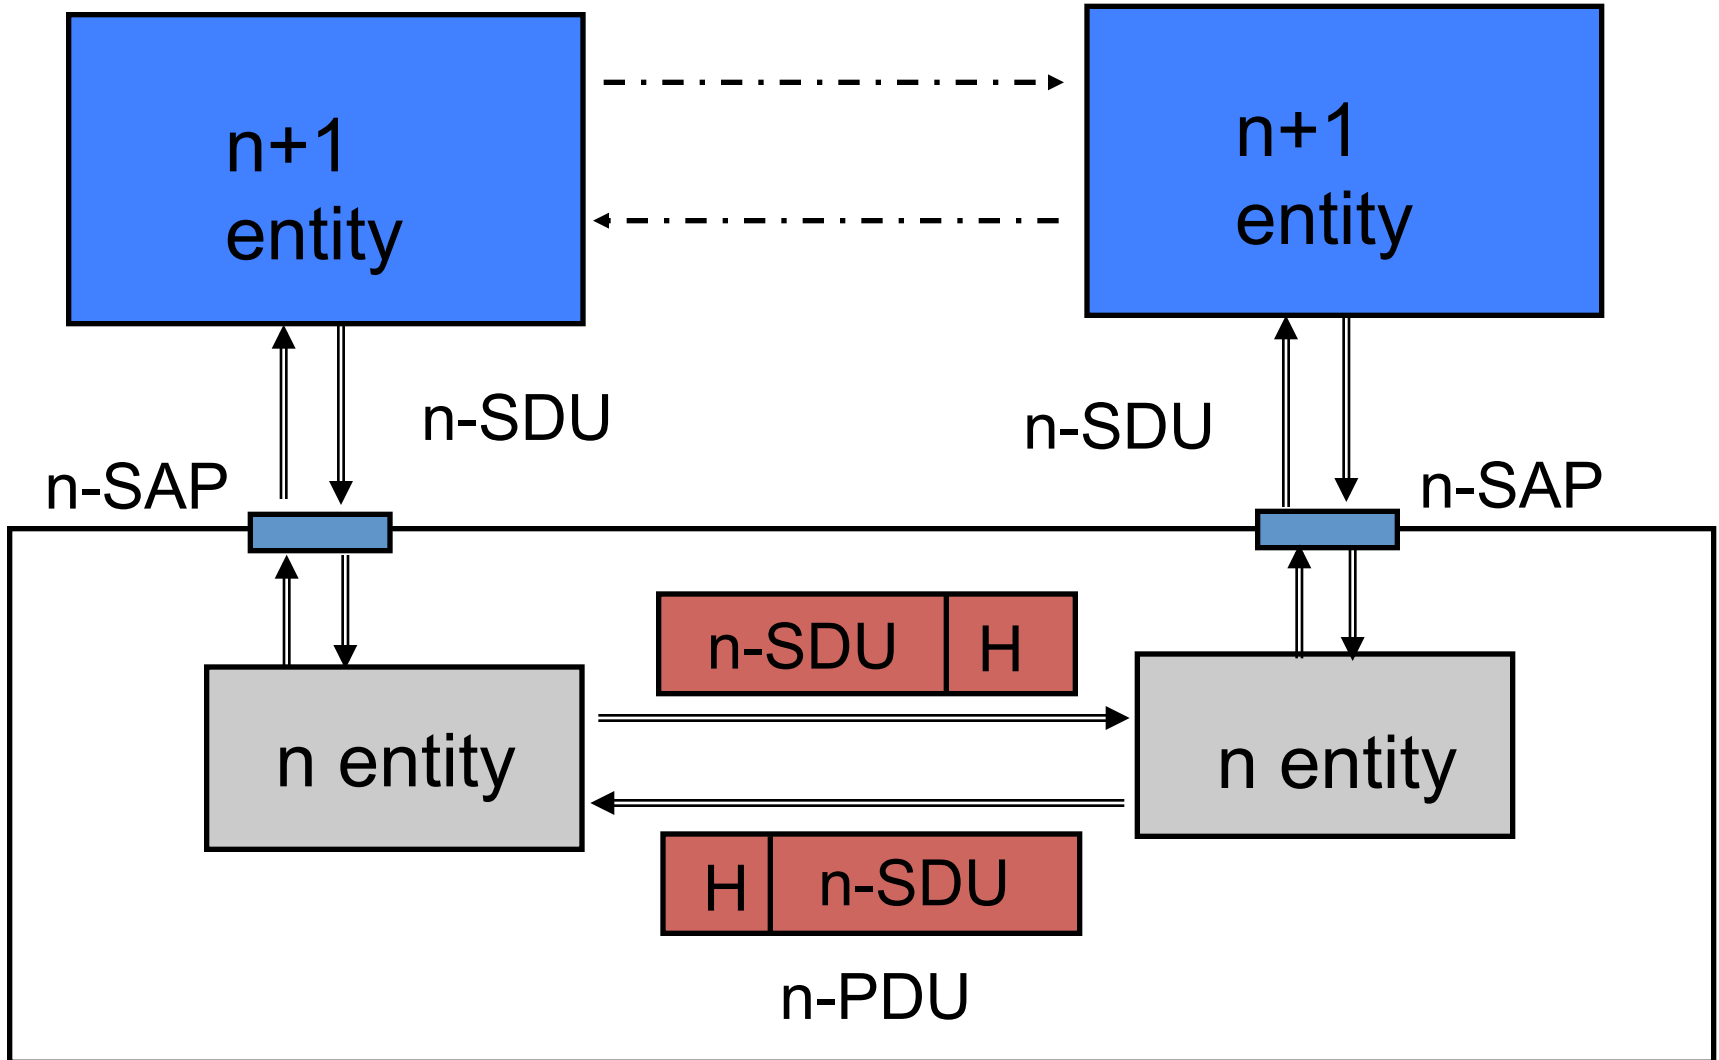 n+1
entity
n+1
entity
n-SDU
n-SDU
n-SAP
n-SAP
n-SDU H
n entity
n entity
H n-SDU
n-PDU